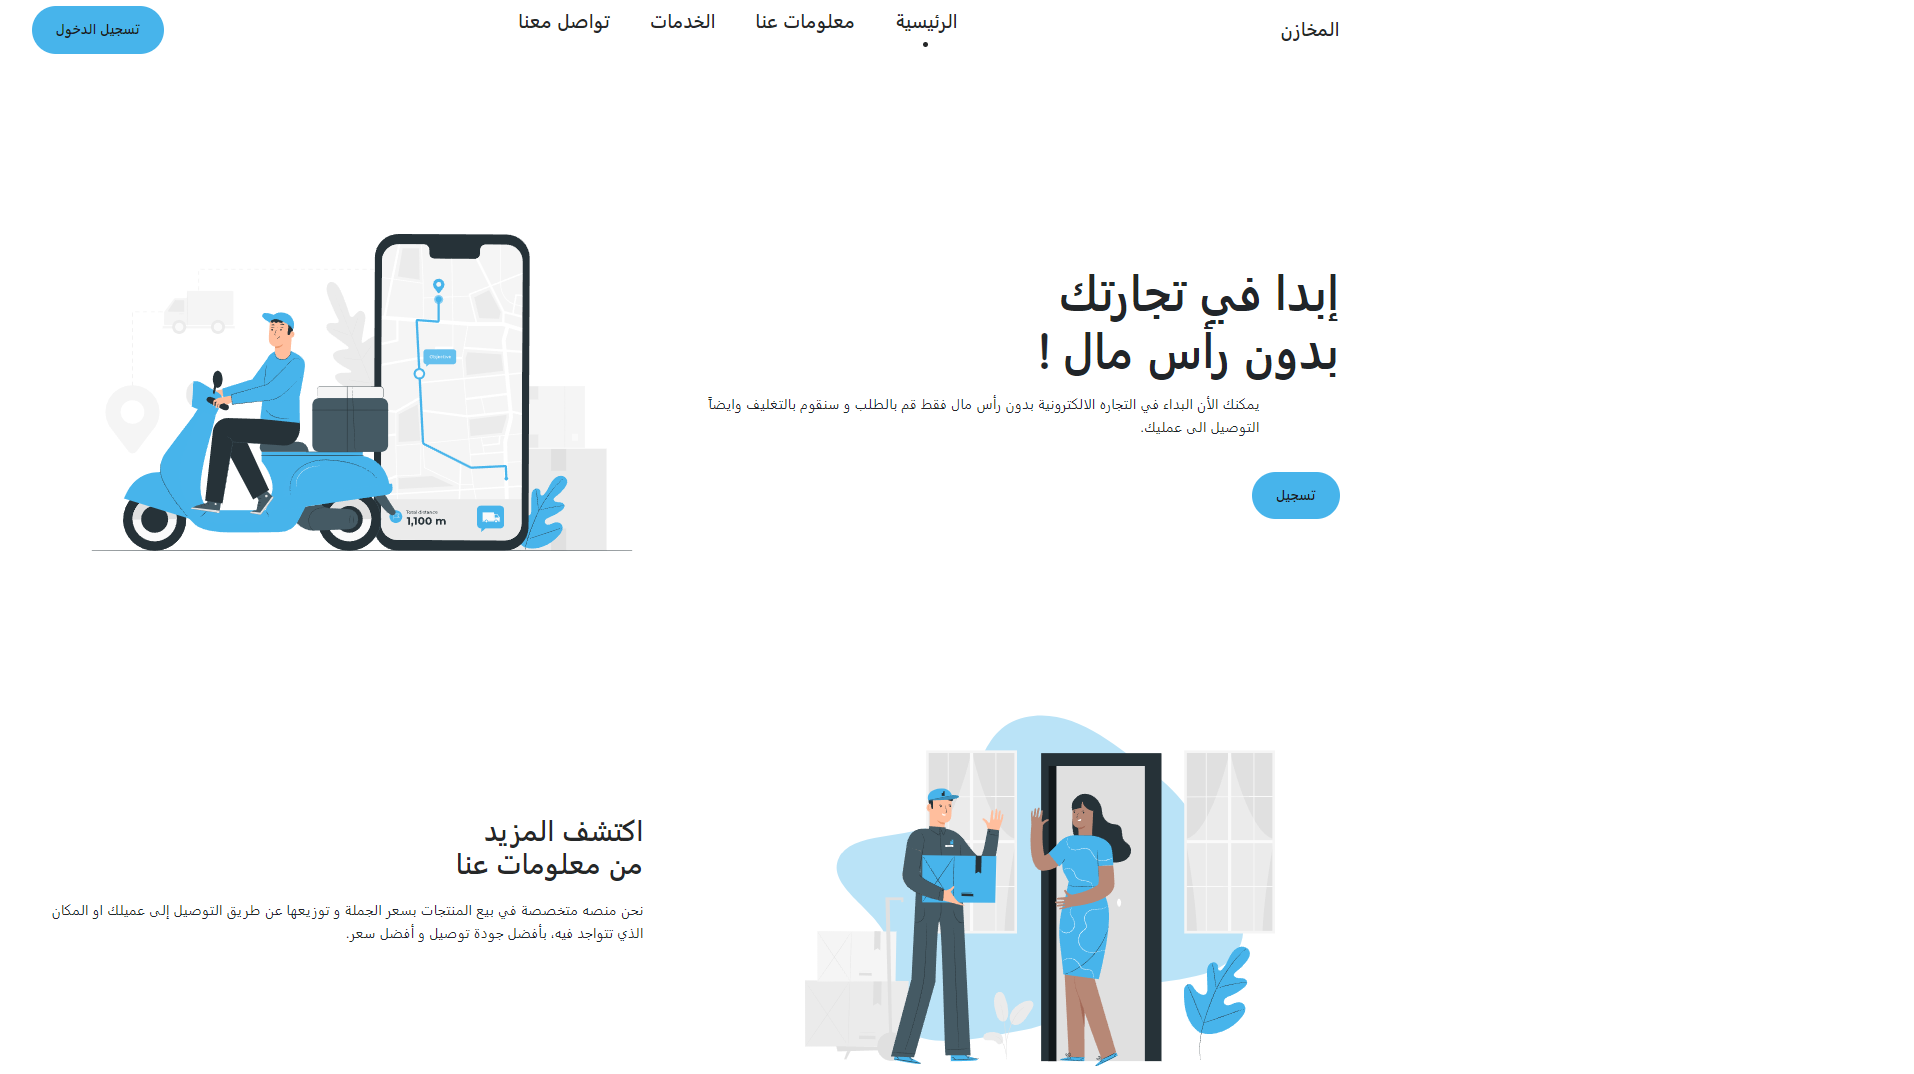 المخازن
الرئيسية
معلومات عنا
الخدمات
تواصل معنا
تسجيل الدخول
إبدا في تجارتك
بدون رأس مال !
يمكنك الأن البداء في التجاره الالكترونية بدون رأس مال فقط قم بالطلب و سنقوم بالتغليف وايضاً
التوصيل الى عمليك.
تسجيل
Objective
Total distance
1,100 m
اكتشف المزيد
من معلومات عنا
نحن منصه متخصصة في بيع المنتجات بسعر الجملة و توزيعها عن طريق التوصيل إلى عميلك او المكان
الذي تتواجد فيه، بأفضل جودة توصيل و أفضل سعر.